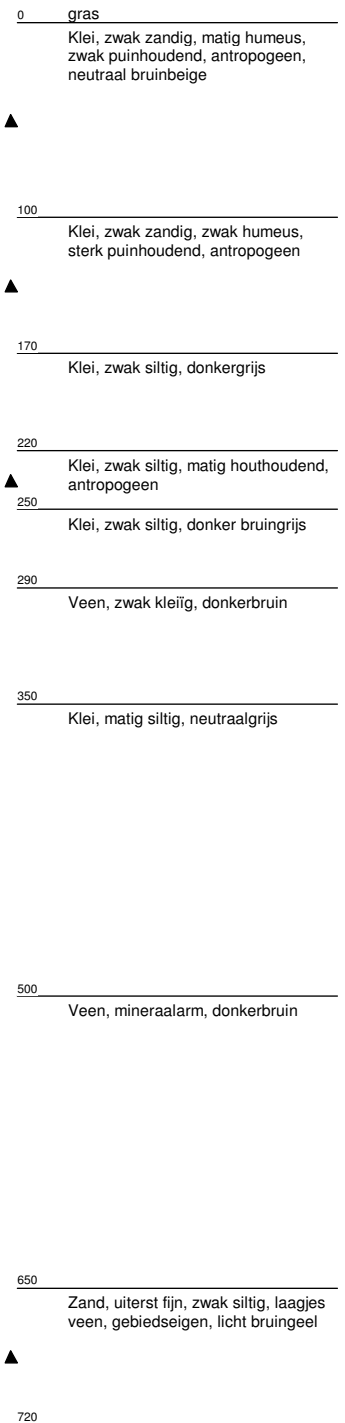 0 gras
Klei, zwak zandig, matig humeus,
zwak puinhoudend, antropogeen,
neutraal bruinbeige
100
Klei, zwak zandig, zwak humeus,
sterk puinhoudend, antropogeen
170
Klei, zwak siltig, donkergrijs
220
Klei, zwak siltig, matig houthoudend,
antropogeen
250
Klei, zwak siltig, donker bruingrijs
290
Veen, zwak kleiïg, donkerbruin
350
Klei, matig siltig, neutraalgrijs
500
Veen, mineraalarm, donkerbruin
650
Zand, uiterst fijn, zwak siltig, laagjes
veen, gebiedseigen, licht bruingeel
720